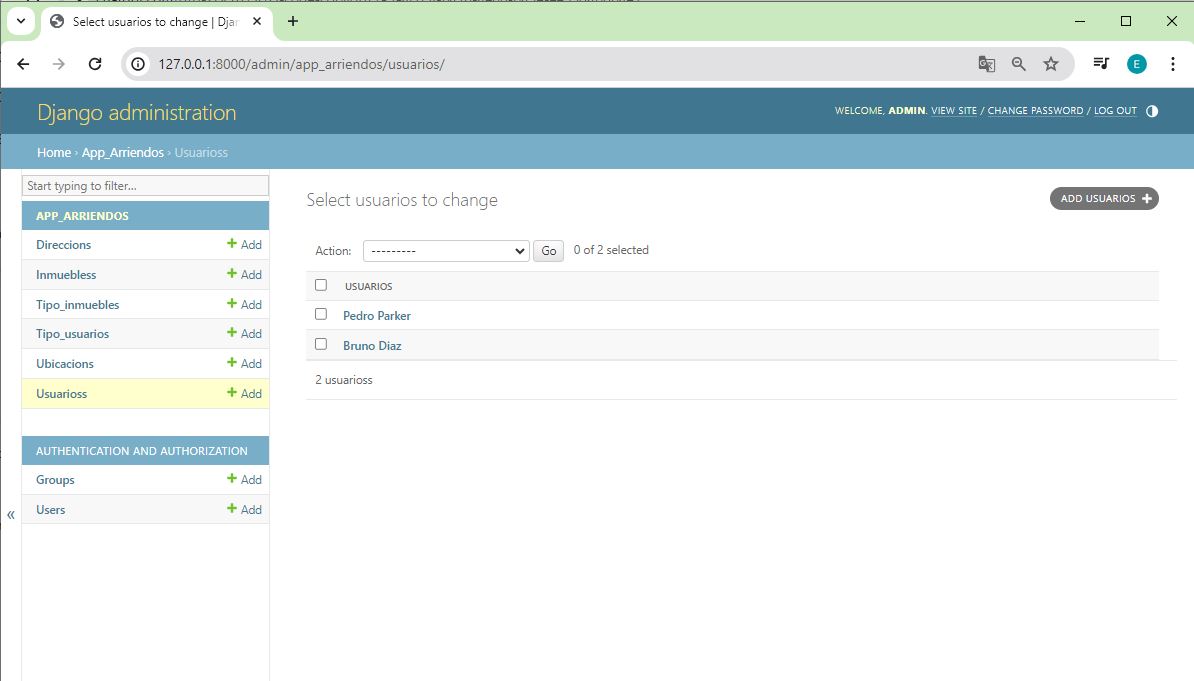 Select usuarios to change | Dja
127.0.0.1:8000/admin/app_arriendos/usuarios/
E
Django administration
WELCOME, ADMIN. VIEW SITE / CHANGE PASSWORD / LOG OUT
Home › App_Arriendos › Usuarioss
Start typing to filter...
APP_ARRIENDOS
Direccions + Add
Inmuebless + Add
Tipo_inmuebles + Add
Tipo_usuarios + Add
Ubicacions + Add
Usuarioss + Add
AUTHENTICATION AND AUTHORIZATION
Groups + Add
Users + Add
«
Select usuarios to change
ADD USUARIOS +
Action: --------- Go 0 of 2 selected
USUARIOS
Pedro Parker
Bruno Diaz
2 usuarioss